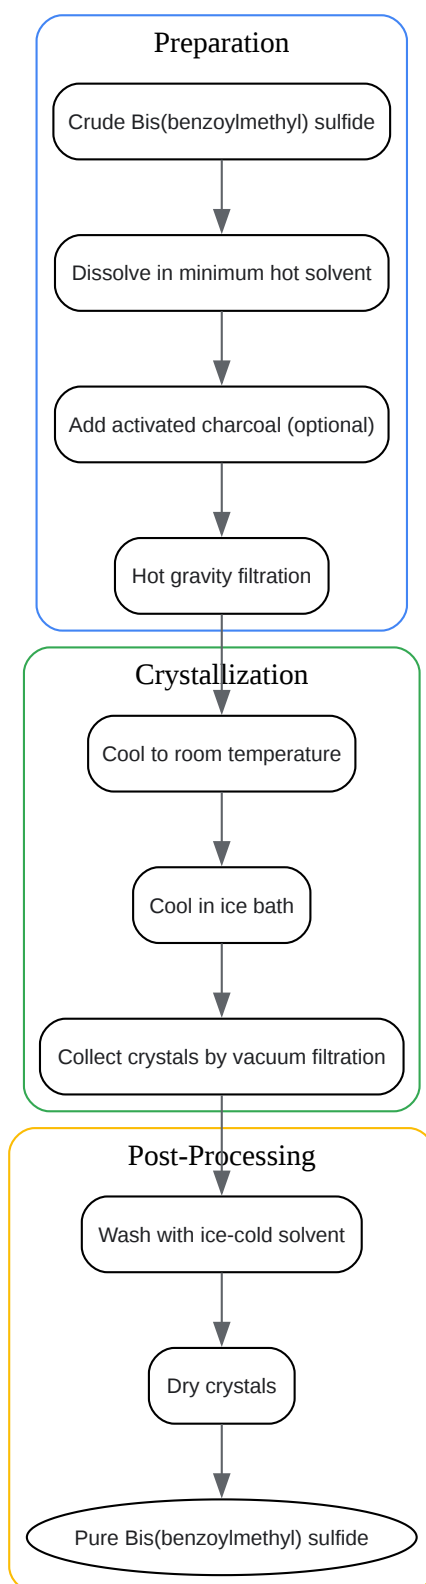 Preparation
Crude Bis(benzoylmethyl) sulfide
Dissolve in minimum hot solvent
Add activated charcoal (optional)
Hot gravity filtration
Crystallization
Cool to room temperature
Cool in ice bath
Collect crystals by vacuum filtration
Post-Processing
Wash with ice-cold solvent
Dry crystals
Pure Bis(benzoylmethyl) sulfide